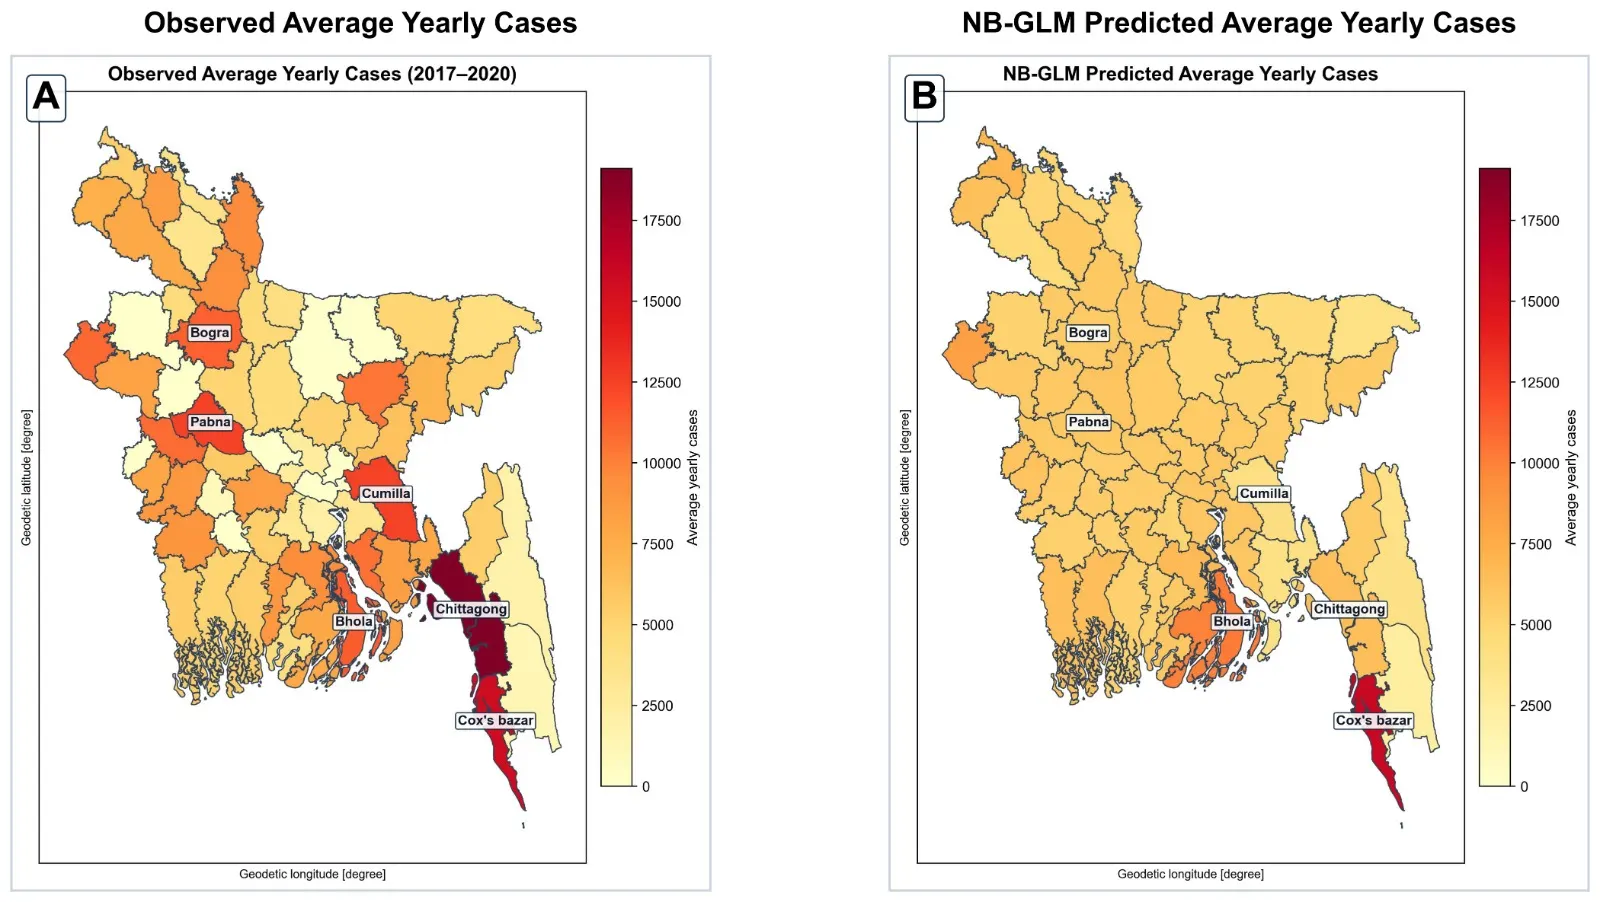 Observed Average Yearly Cases
Observed Average Yearly Cases (2017–2020)
A
Bogra
Pabna
Cumilla
Chittagong
Bhola
Cox's bazar
Geodetic latitude [degree]
Geodetic longitude [degree]
17500
15000
12500
10000
7500
5000
2500
0
Average yearly cases
NB-GLM Predicted Average Yearly Cases
NB-GLM Predicted Average Yearly Cases
B
Bogra
Pabna
Cumilla
Chittagong
Bhola
Cox's bazar
Geodetic latitude [degree]
Geodetic longitude [degree]
17500
15000
12500
10000
7500
5000
2500
0
Average yearly cases